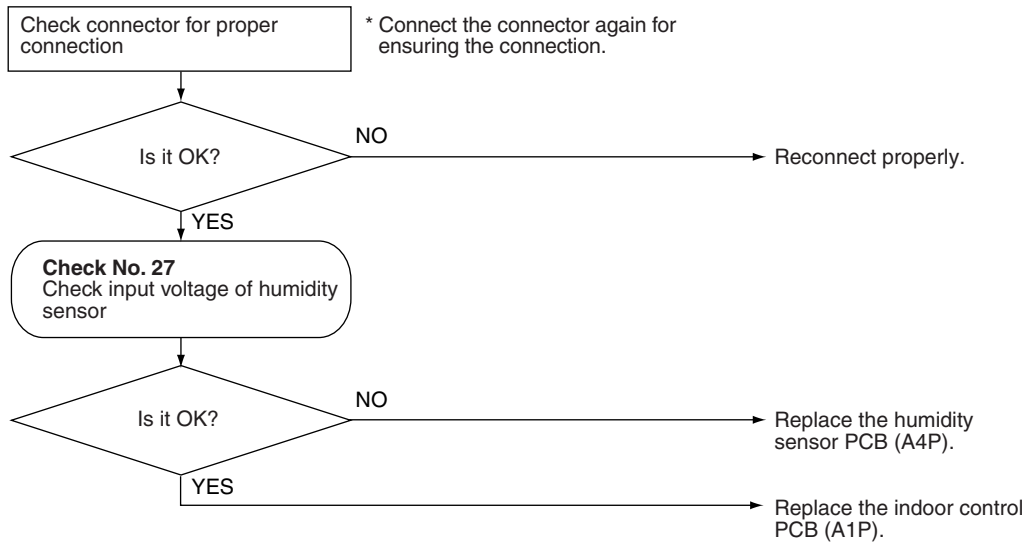 Check connector for proper
connection
* Connect the connector again for
ensuring the connection.
Is it OK?
NO
Reconnect properly.
YES
Check No. 27
Check input voltage of humidity
sensor
Is it OK?
NO
Replace the humidity
sensor PCB (A4P).
YES
Replace the indoor control
PCB (A1P).